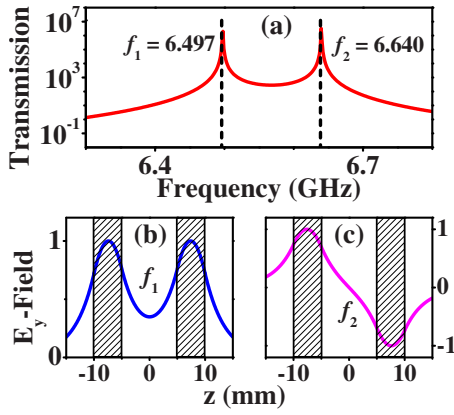 10^7
10^3
10^-1
Transmission
(a)
f_1 = 6.497
f_2 = 6.640
6.4
6.7
Frequency (GHz)
(b)
(c)
1
0
E_y-Field
f_1
f_2
1
0
-1
-10
0
10
-10
0
10
z (mm)